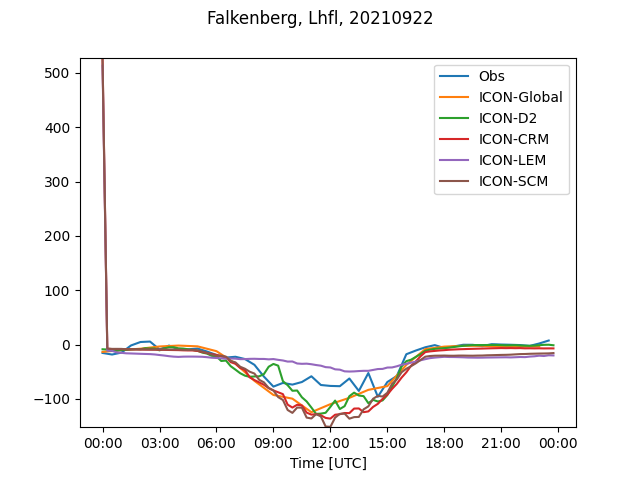 Falkenberg, Lhfl, 20210922
500
400
300
200
100
0
−100
Obs
ICON-Global
ICON-D2
ICON-CRM
ICON-LEM
ICON-SCM
00:00 03:00 06:00 09:00 12:00 15:00 18:00 21:00 00:00
Time [UTC]